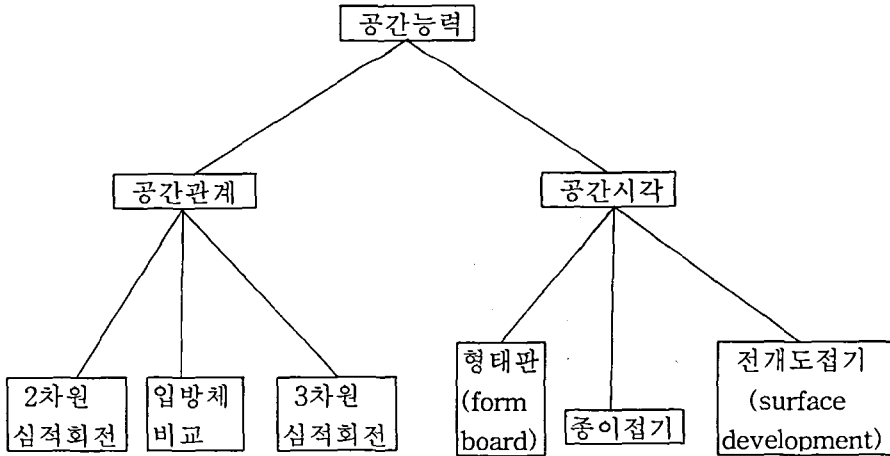 공간능력
공간관계
공간시각
2차원
심적회전
입방체
비교
3차원
심적회전
형태판
(form
board)
종이접기
전개도접기
(surface
development)